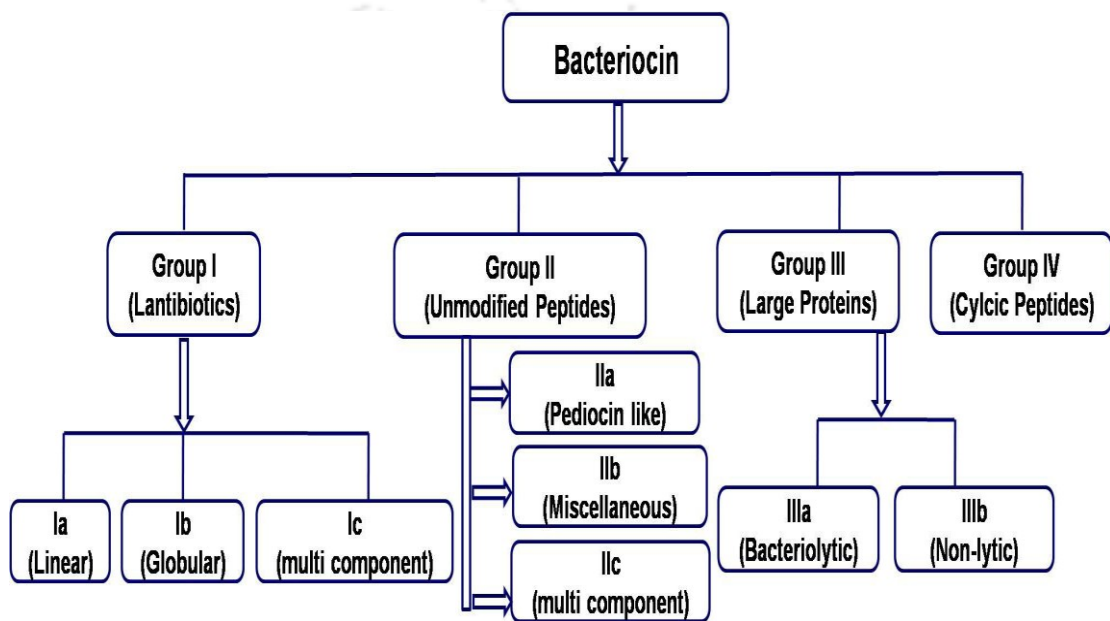 Bacteriocin
Group I
(Lantibiotics)
Group II
(Unmodified Peptides)
Group III
(Large Proteins)
Group IV
(Cylcic Peptides)
Ia
(Linear)
Ib
(Globular)
Ic
(multi component)
IIa
(Pediocin like)
IIb
(Miscellaneous)
IIc
(multi component)
IIIa
(Bacteriolytic)
IIIb
(Non-lytic)